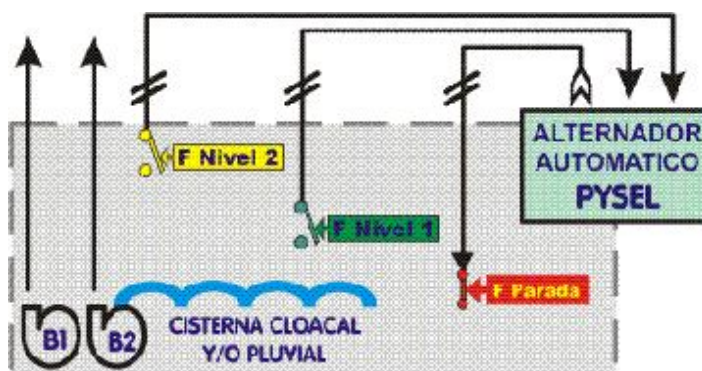 ALTERNADOR
AUTOMATICO
PYSEL
F Nivel 2
F Nivel 1
F Parada
B1
B2
CISTERNA CLOACAL
Y/O PLUVIAL